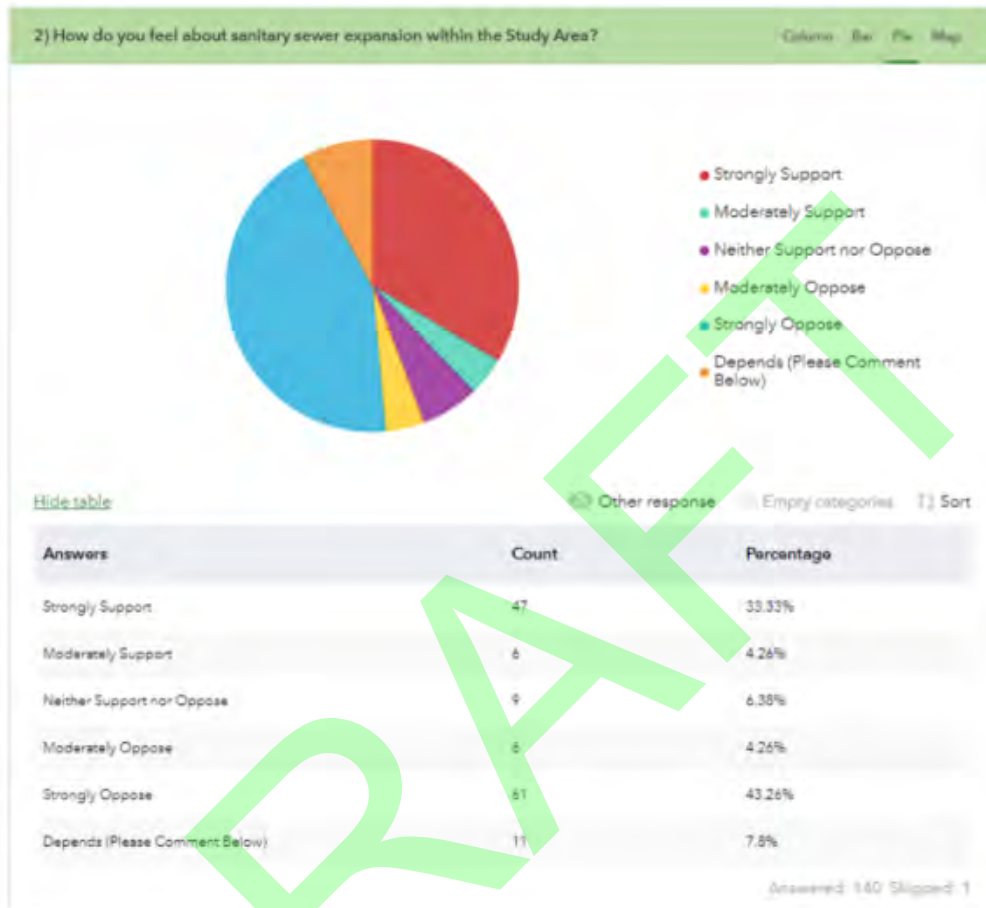 2) How do you feel about sanitary sewer expansion within the Study Area? Column Bar Pie Map
Strongly Support
Moderately Support
Neither Support nor Oppose
Moderately Oppose
Strongly Oppose
Depends (Please Comment
Below)
Hide table Other response Empty categories Sort
Answers Count Percentage
Strongly Support 47 33.33%
Moderately Support 6 4.26%
Neither Support nor Oppose 9 6.38%
Moderately Oppose 6 4.26%
Strongly Oppose 61 43.26%
Depends (Please Comment Below) 11 7.8%
Answered: 140 Skipped: 1
RAFT